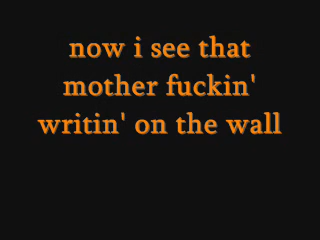 now i see that
mother fuckin'
writin' on the wall